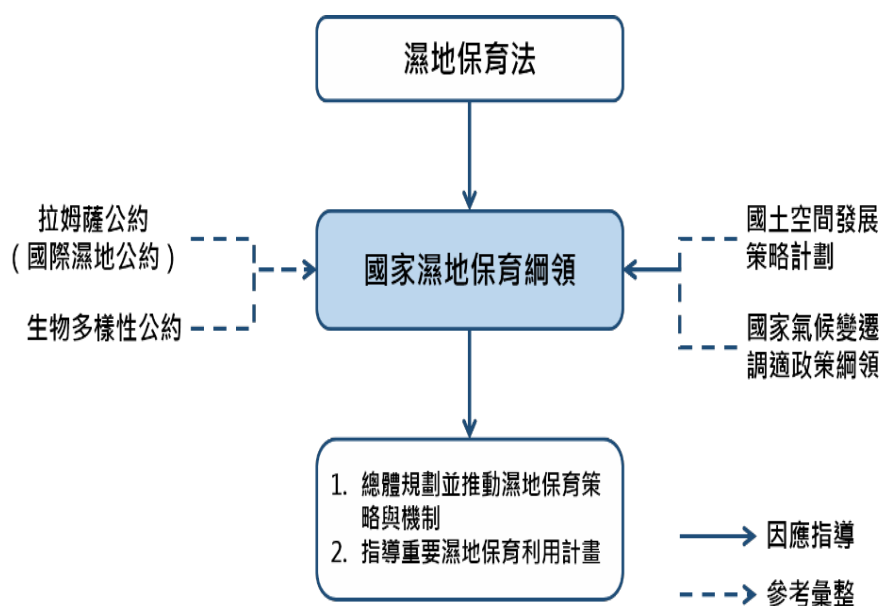 濕地保育法
拉姆薩公約
(國際濕地公約)
生物多樣性公約
國家濕地保育綱領
國土空間發展
策略計劃
國家氣候變遷
調適政策綱領
1. 總體規劃並推動濕地保育策
略與機制
2. 指導重要濕地保育利用計畫
因應指導
參考彙整